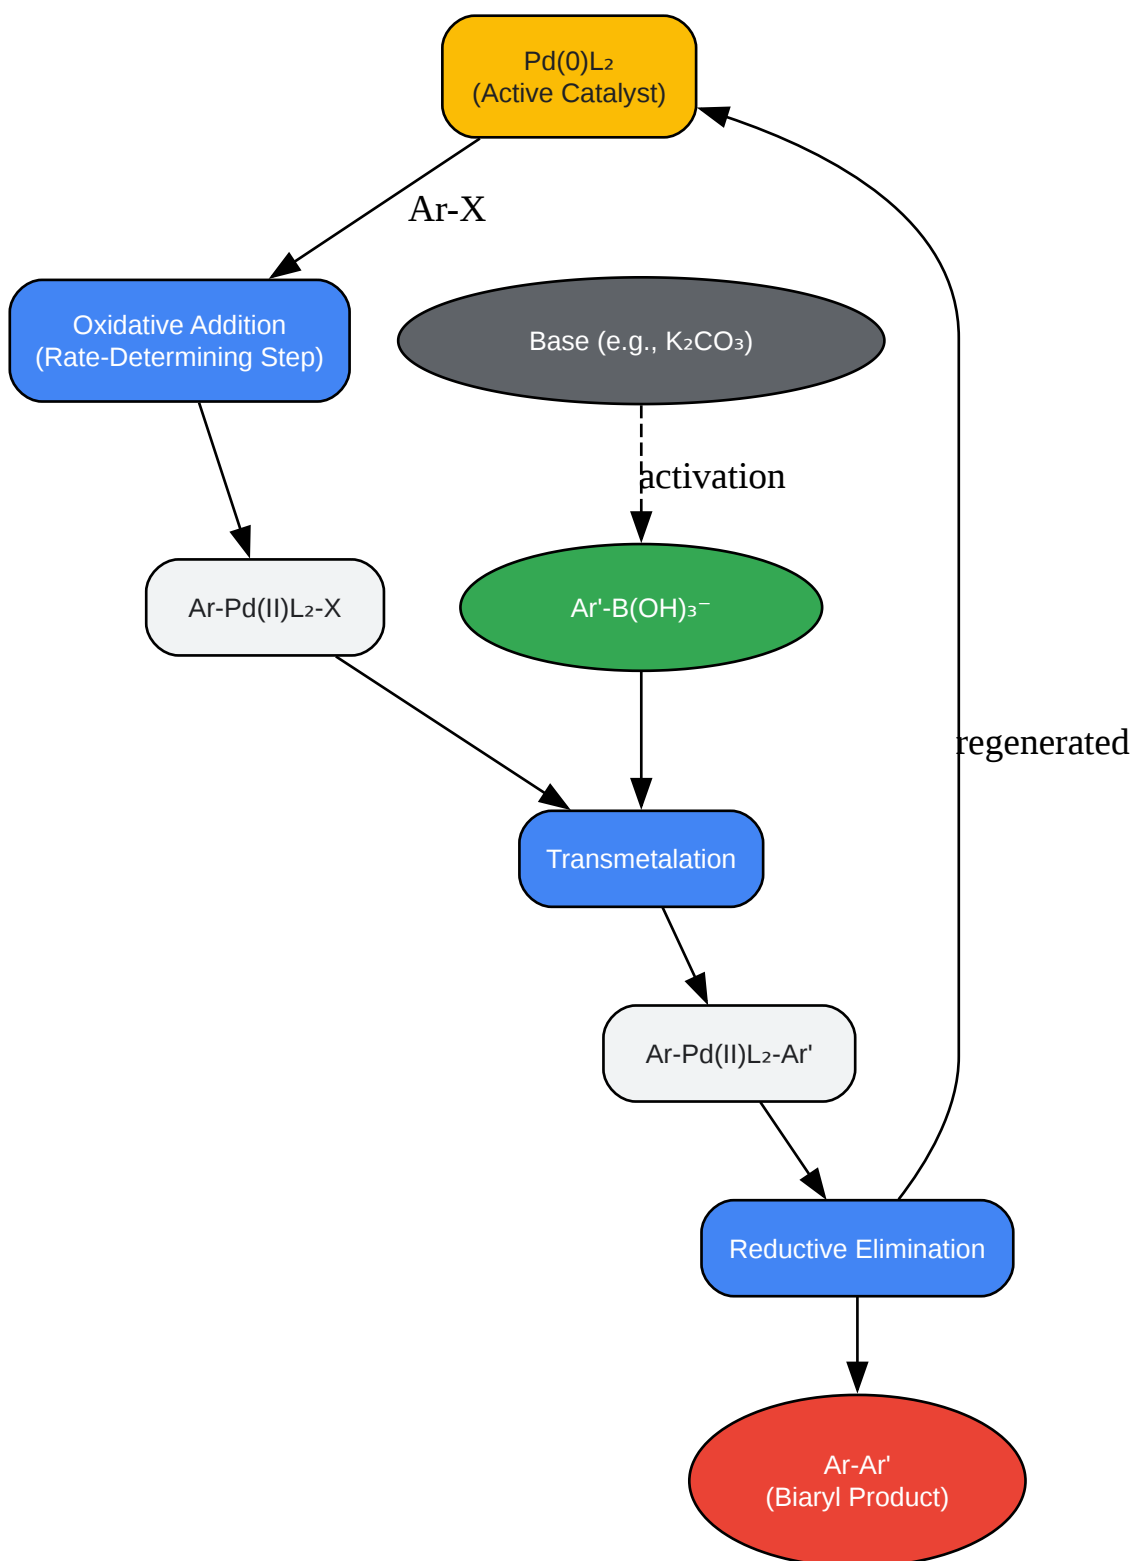 Pd(0)L₂
(Active Catalyst)
Ar-X
Oxidative Addition
(Rate-Determining Step)
Base (e.g., K₂CO₃)
activation
Ar-Pd(II)L₂-X
Ar'-B(OH)₃⁻
regenerated
Transmetalation
Ar-Pd(II)L₂-Ar'
Reductive Elimination
Ar-Ar'
(Biaryl Product)